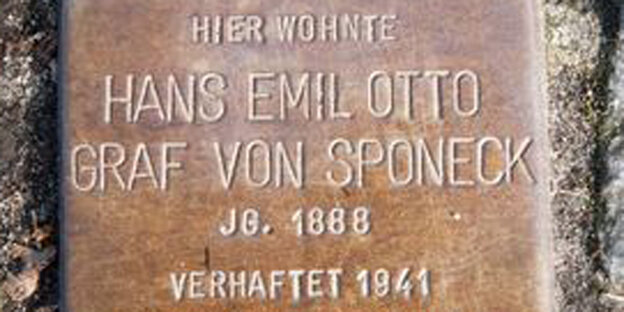 HIER WOHNTE
HANS EMIL OTTO
GRAF VON SPONECK
JG. 1888
VERHAFTET 1941